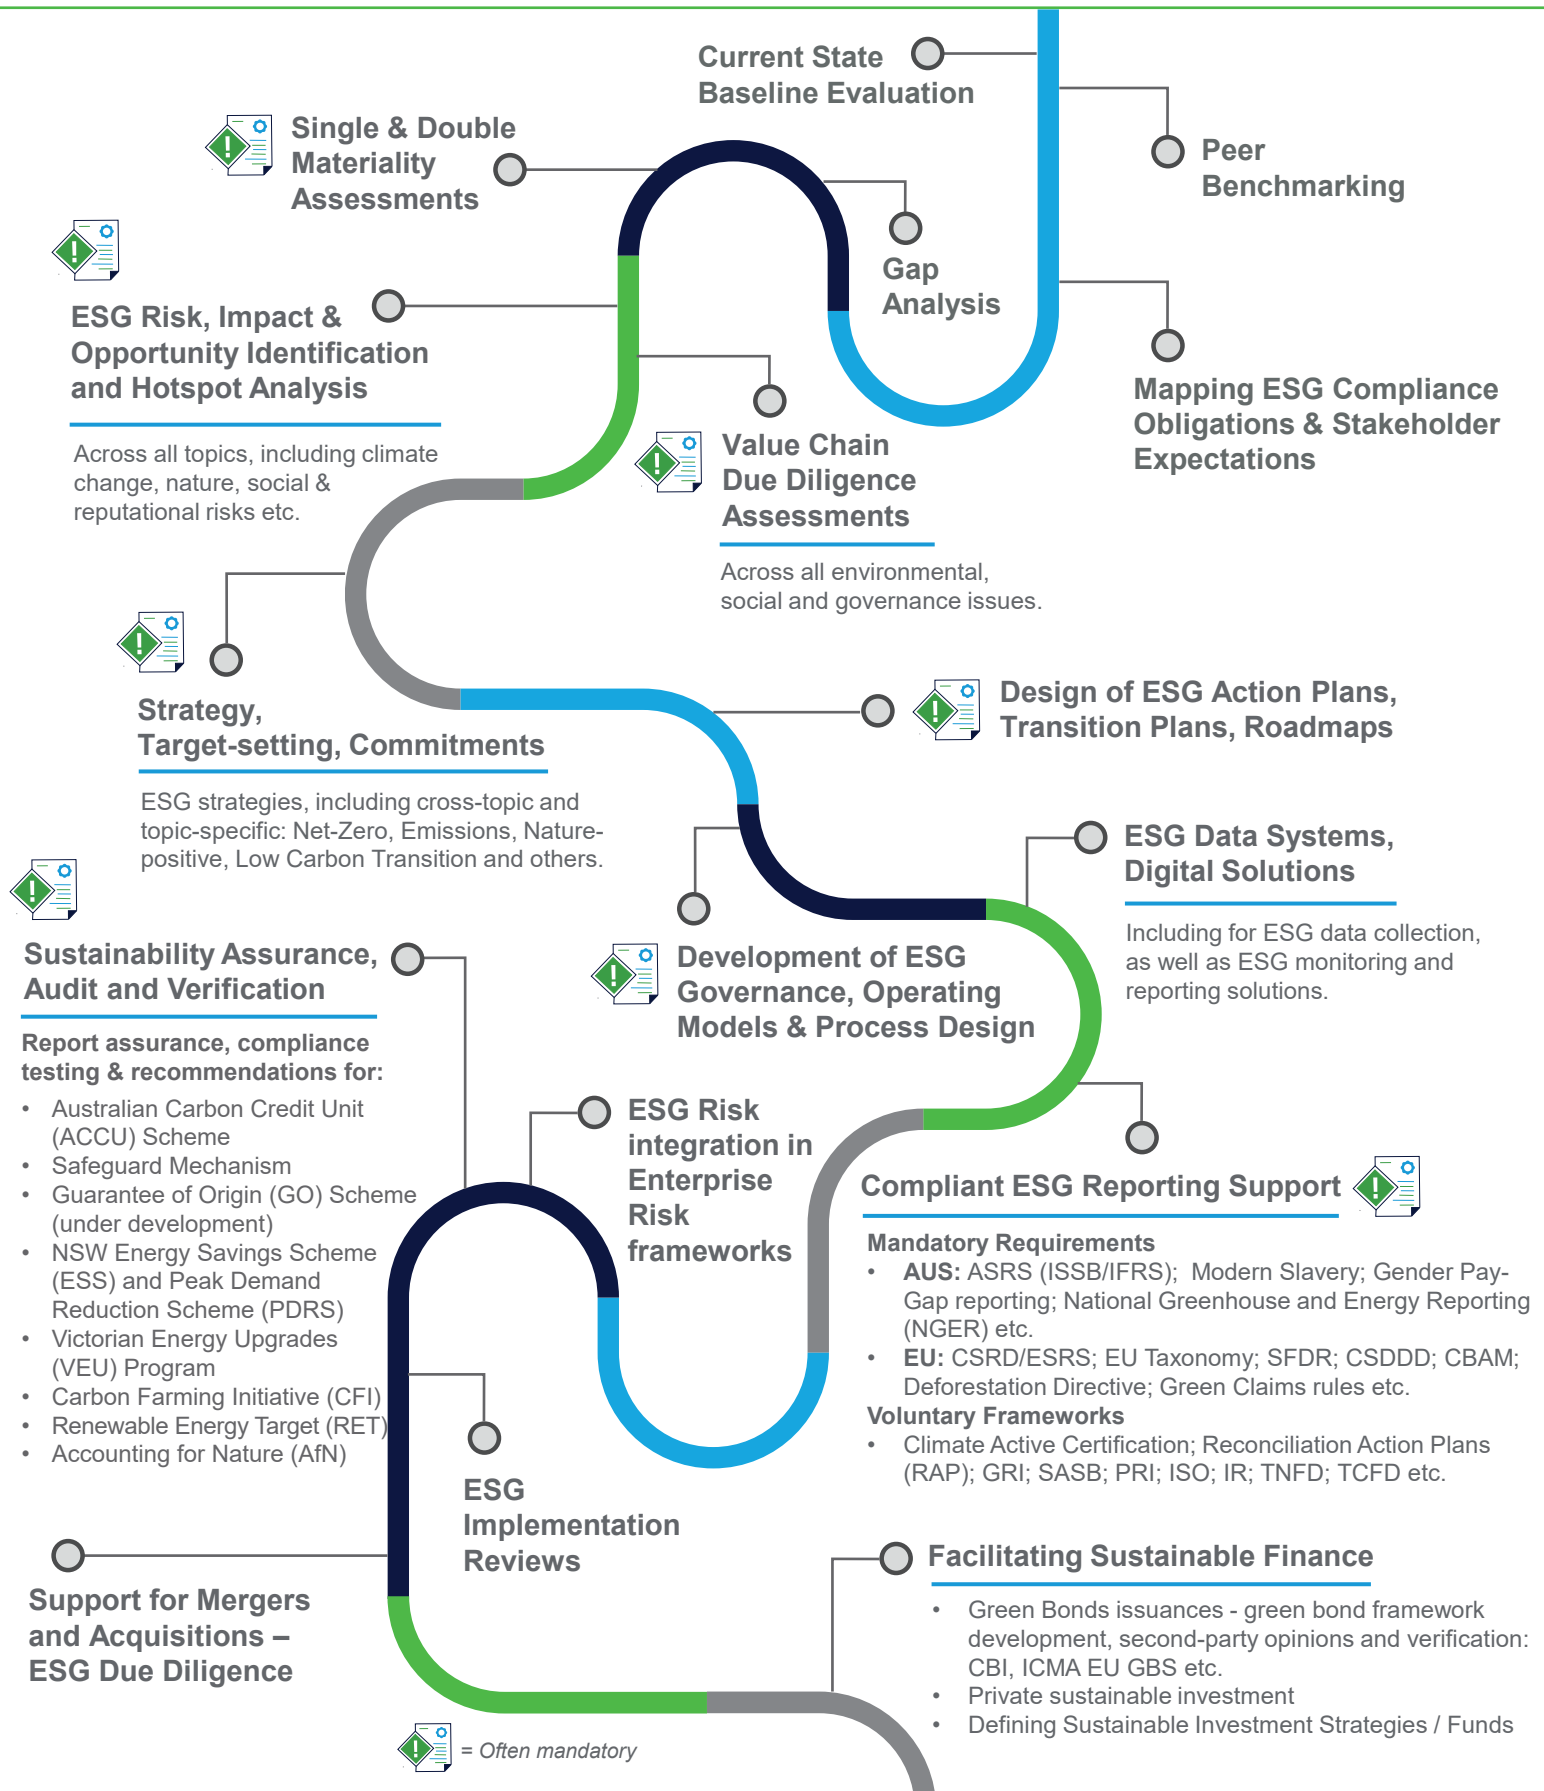 Current State
Baseline Evaluation
Peer
Benchmarking
Single & Double
Materiality
Assessments
Gap
Analysis
ESG Risk, Impact &
Opportunity Identification
and Hotspot Analysis
Across all topics, including climate
change, nature, social &
reputational risks etc.
Mapping ESG Compliance
Obligations & Stakeholder
Expectations
Value Chain
Due Diligence
Assessments
Across all environmental,
social and governance issues.
Strategy,
Target-setting, Commitments
ESG strategies, including cross-topic and
topic-specific: Net-Zero, Emissions, Nature-
positive, Low Carbon Transition and others.
Design of ESG Action Plans,
Transition Plans, Roadmaps
ESG Data Systems,
Digital Solutions
Including for ESG data collection,
as well as ESG monitoring and
reporting solutions.
Development of ESG
Governance, Operating
Models & Process Design
Sustainability Assurance,
Audit and Verification
Report assurance, compliance
testing & recommendations for:
• Australian Carbon Credit Unit
(ACCU) Scheme
• Safeguard Mechanism
• Guarantee of Origin (GO) Scheme
(under development)
• NSW Energy Savings Scheme
(ESS) and Peak Demand
Reduction Scheme (PDRS)
• Victorian Energy Upgrades
(VEU) Program
• Carbon Farming Initiative (CFI)
• Renewable Energy Target (RET)
• Accounting for Nature (AfN)
ESG Risk
integration in
Enterprise
Risk
frameworks
Compliant ESG Reporting Support
Mandatory Requirements
• AUS: ASRS (ISSB/IFRS); Modern Slavery; Gender Pay-
Gap reporting; National Greenhouse and Energy Reporting
(NGER) etc.
• EU: CSRD/ESRS; EU Taxonomy; SFDR; CSDDD; CBAM;
Deforestation Directive; Green Claims rules etc.
Voluntary Frameworks
• Climate Active Certification; Reconciliation Action Plans
(RAP); GRI; SASB; PRI; ISO; IR; TNFD; TCFD etc.
ESG
Implementation
Reviews
Support for Mergers
and Acquisitions –
ESG Due Diligence
Facilitating Sustainable Finance
• Green Bonds issuances - green bond framework
development, second-party opinions and verification:
CBI, ICMA EU GBS etc.
• Private sustainable investment
• Defining Sustainable Investment Strategies / Funds
= Often mandatory